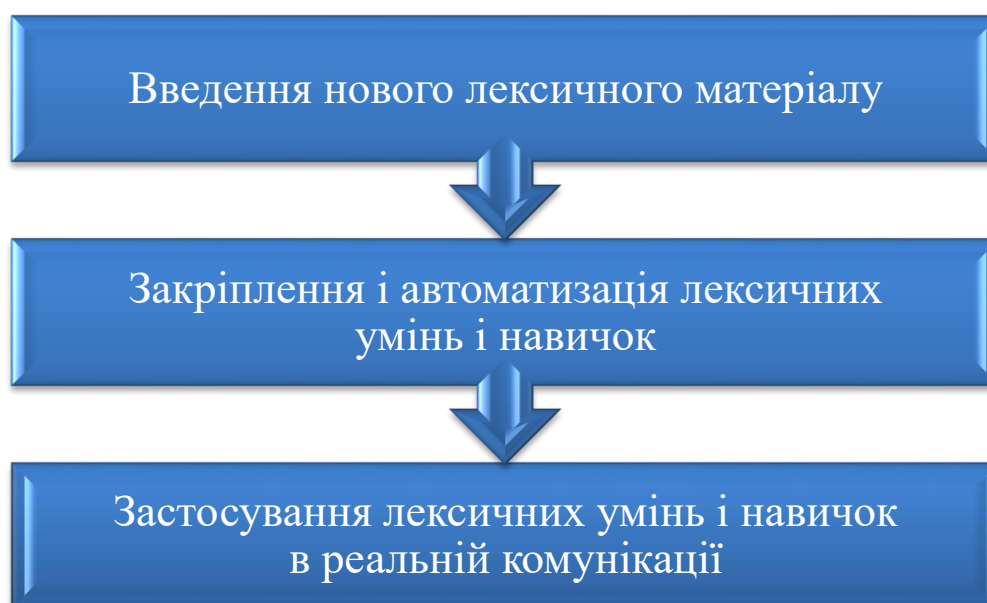 Введення нового лексичного матеріалу
Закріплення і автоматизація лексичних
умінь і навичок
Застосування лексичних умінь і навичок
в реальній комунікації